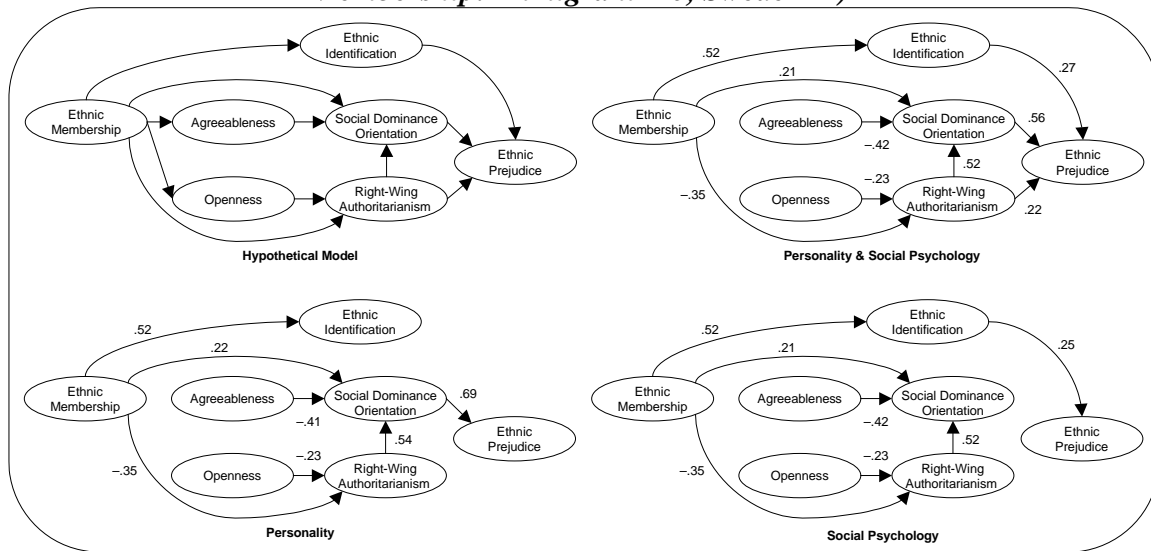 Ethnic
Identification
Ethnic
Membership
Agreeableness
Social Dominance
Orientation
Ethnic
Prejudice
Openness
Right-Wing
Authoritarianism
Hypothetical Model
.52
Ethnic
Identification
.21
.27
Ethnic
Membership
Agreeableness
Social Dominance
Orientation
.56
–.42
Ethnic
Prejudice
.52
–.23
Openness
Right-Wing
Authoritarianism
–.35
.22
Personality & Social Psychology
.52
Ethnic
Identification
.22
Ethnic
Membership
Agreeableness
Social Dominance
Orientation
.69
–.41
Ethnic
Prejudice
.54
–.23
Openness
Right-Wing
Authoritarianism
–.35
Personality
.52
Ethnic
Identification
.21
.25
Ethnic
Membership
Agreeableness
Social Dominance
Orientation
–.42
Ethnic
Prejudice
.52
–.23
Openness
Right-Wing
Authoritarianism
–.35
Social Psychology